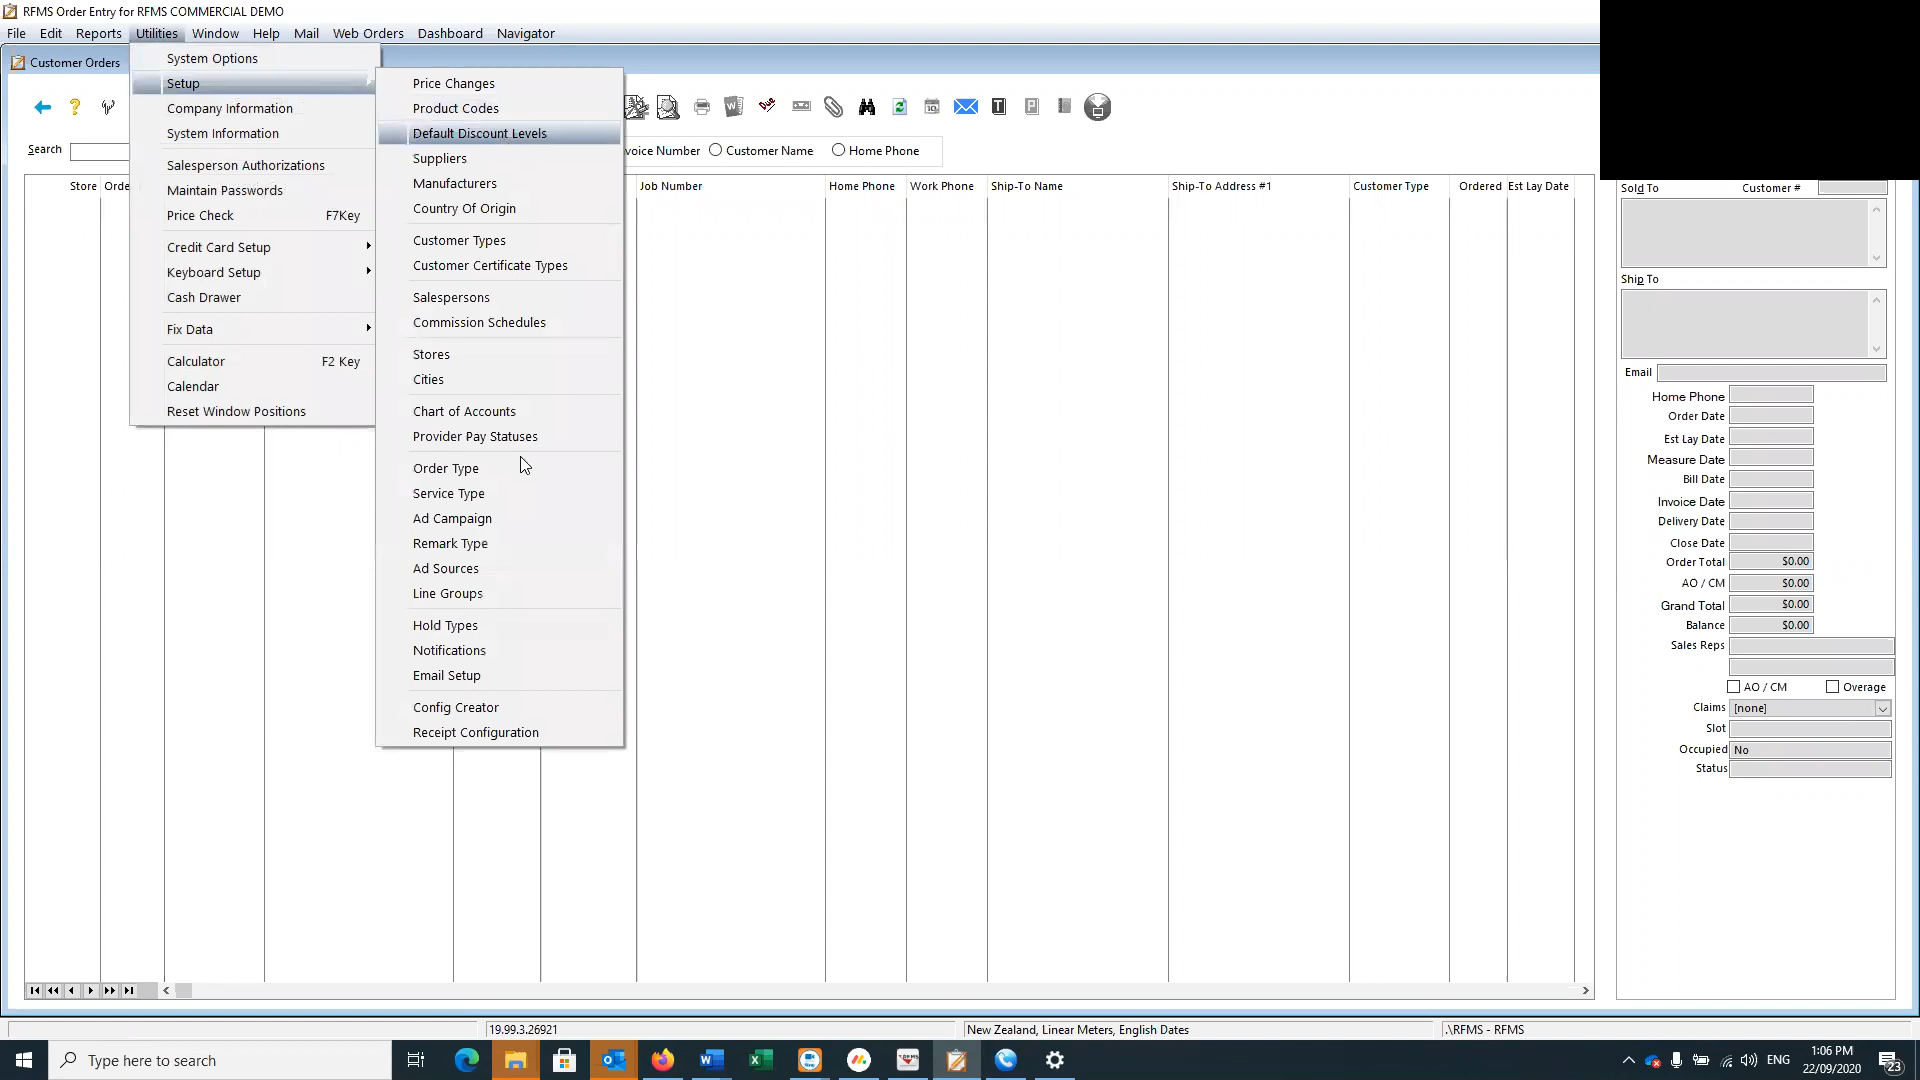 RFMS Order Entry for RFMS COMMERCIAL DEMO
File Edit Reports Utilities Window Help Mail Web Orders Dashboard Navigator
Customer Orders
System Options
Setup
Company Information
System Information
Salesperson Authorizations
Maintain Passwords
Price Check F7Key
Credit Card Setup
Keyboard Setup
Cash Drawer
Fix Data
Calculator F2 Key
Calendar
Reset Window Positions
Price Changes
Product Codes
Default Discount Levels
Suppliers
Manufacturers
Country Of Origin
Customer Types
Customer Certificate Types
Salespersons
Commission Schedules
Stores
Cities
Chart of Accounts
Provider Pay Statuses
Order Type
Service Type
Ad Campaign
Remark Type
Ad Sources
Line Groups
Hold Types
Notifications
Email Setup
Config Creator
Receipt Configuration
Search
voice Number Customer Name Home Phone
Store Orde Job Number Home Phone Work Phone Ship-To Name Ship-To Address #1 Customer Type Ordered Est Lay Date
Sold To Customer #
Ship To
Email
Home Phone
Order Date
Est Lay Date
Measure Date
Bill Date
Invoice Date
Delivery Date
Close Date
Order Total $0.00
AO / CM $0.00
Grand Total $0.00
Balance $0.00
Sales Reps
AO / CM Overage
Claims [none]
Slot
Occupied No
Status
19.99.3.26921 New Zealand, Linear Meters, English Dates .\RFMS - RFMS
Type here to search
ENG
1:06 PM
22/09/2020
23